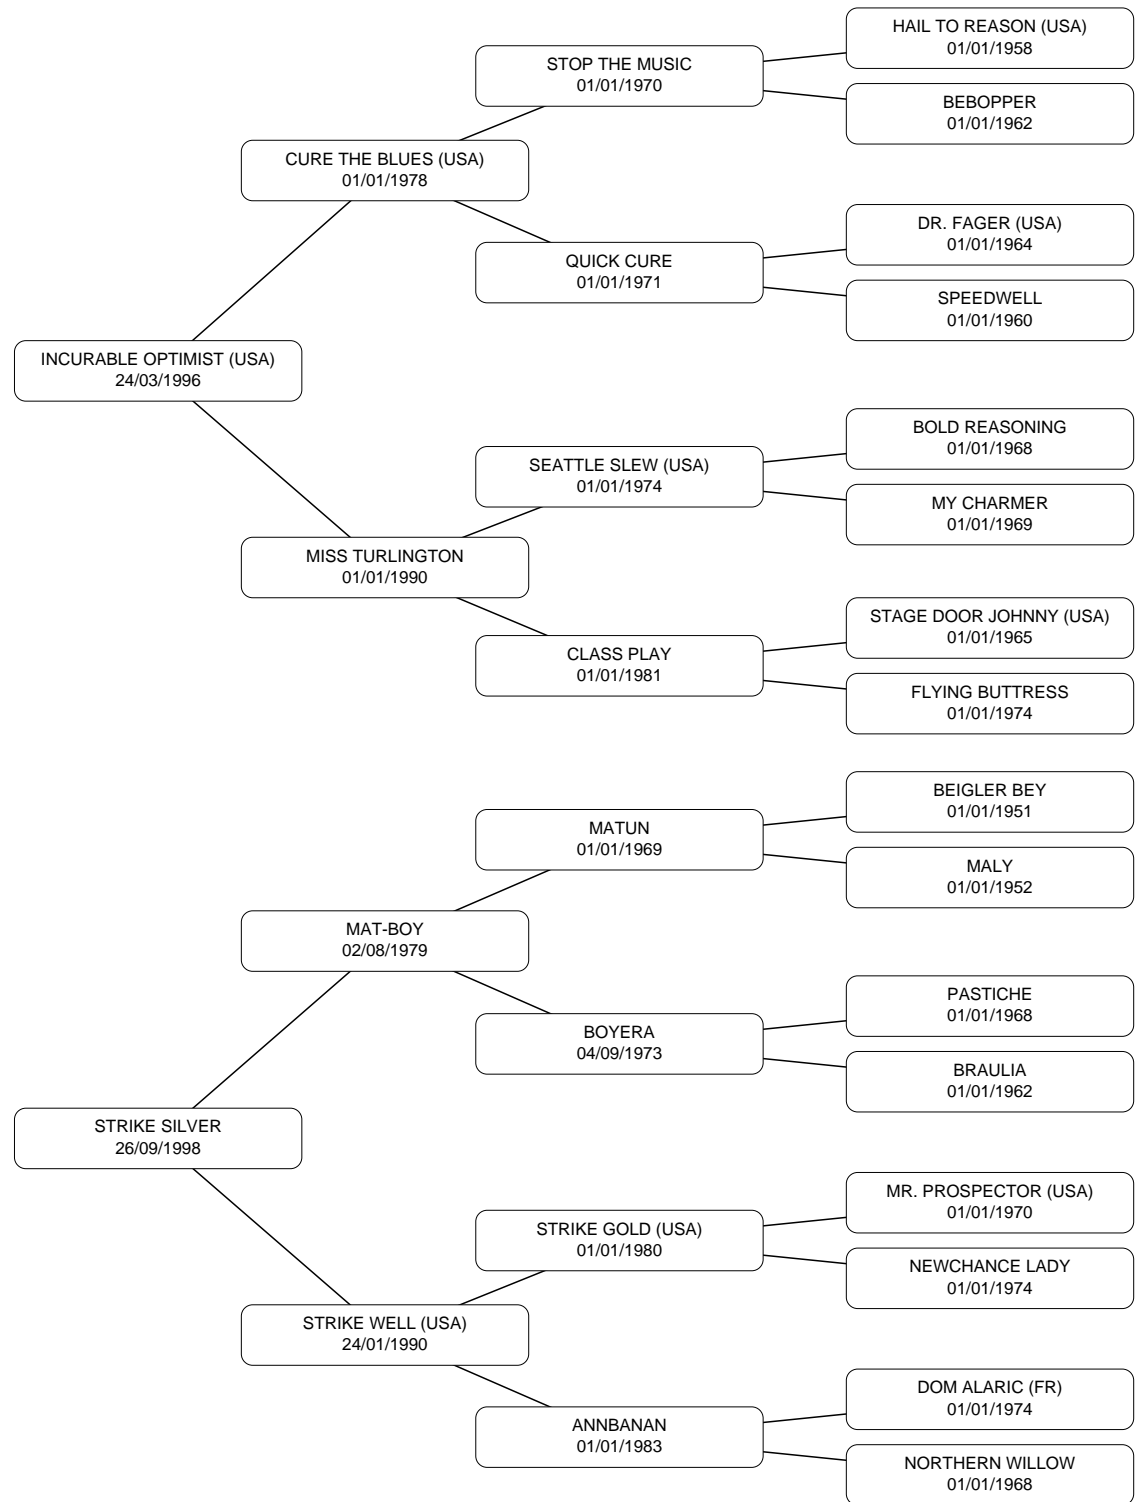 HAIL TO REASON (USA)
01/01/1958
STOP THE MUSIC
01/01/1970
BEBOPPER
01/01/1962
CURE THE BLUES (USA)
01/01/1978
DR. FAGER (USA)
01/01/1964
QUICK CURE
01/01/1971
SPEEDWELL
01/01/1960
INCURABLE OPTIMIST (USA)
24/03/1996
BOLD REASONING
01/01/1968
SEATTLE SLEW (USA)
01/01/1974
MY CHARMER
01/01/1969
MISS TURLINGTON
01/01/1990
STAGE DOOR JOHNNY (USA)
01/01/1965
CLASS PLAY
01/01/1981
FLYING BUTTRESS
01/01/1974
BEIGLER BEY
01/01/1951
MATUN
01/01/1969
MALY
01/01/1952
MAT-BOY
02/08/1979
PASTICHE
01/01/1968
BOYERA
04/09/1973
BRAULIA
01/01/1962
STRIKE SILVER
26/09/1998
MR. PROSPECTOR (USA)
01/01/1970
STRIKE GOLD (USA)
01/01/1980
NEWCHANCE LADY
01/01/1974
STRIKE WELL (USA)
24/01/1990
DOM ALARIC (FR)
01/01/1974
ANNBANAN
01/01/1983
NORTHERN WILLOW
01/01/1968